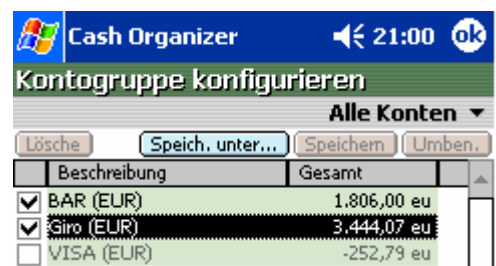 Cash Organizer 21:00 ok
Kontogruppe konfigurieren
Alle Konten
Lösche Speich. unter... Speichern Umben.
Beschreibung Gesamt
BAR (EUR) 1.806,00 eu
Giro (EUR) 3.444,07 eu
VISA (EUR) -252,79 eu